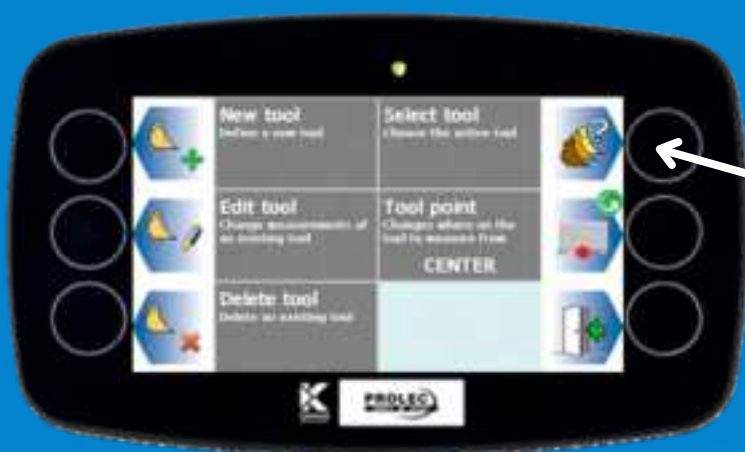 New tool
Define a new tool
Select tool
Choose the active tool
Edit tool
Change measurements of
an existing tool
Tool point
Changes where on the
tool to measure from
CENTER
Delete tool
Delete an existing tool
?
K
PROLEC